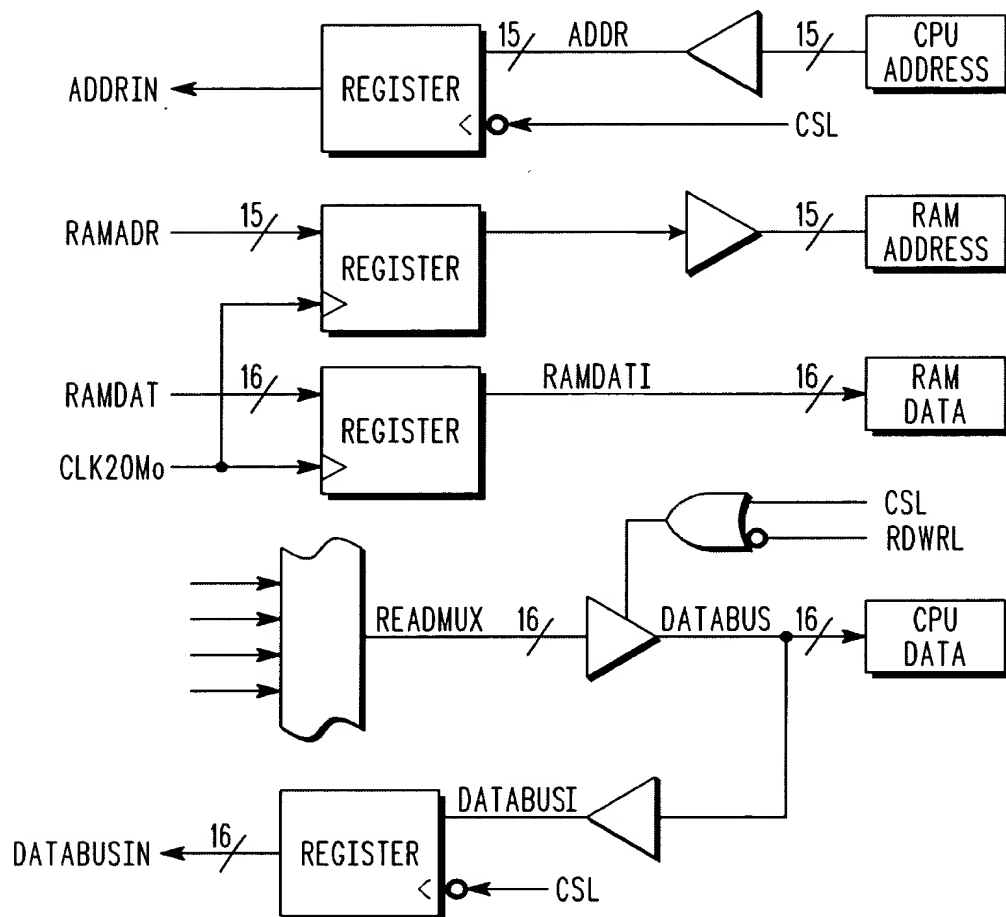 15
ADDR
15
CPU
ADDRESS
ADDRIN
REGISTER
CSL
RAMADR
15
REGISTER
15
RAM
ADDRESS
RAMDAT
16
REGISTER
RAMDATI
16
RAM
DATA
CLK20Mo
CSL
RDWRL
READMUX
16
DATABUS
16
CPU
DATA
DATABUSI
DATABUSIN
16
REGISTER
CSL